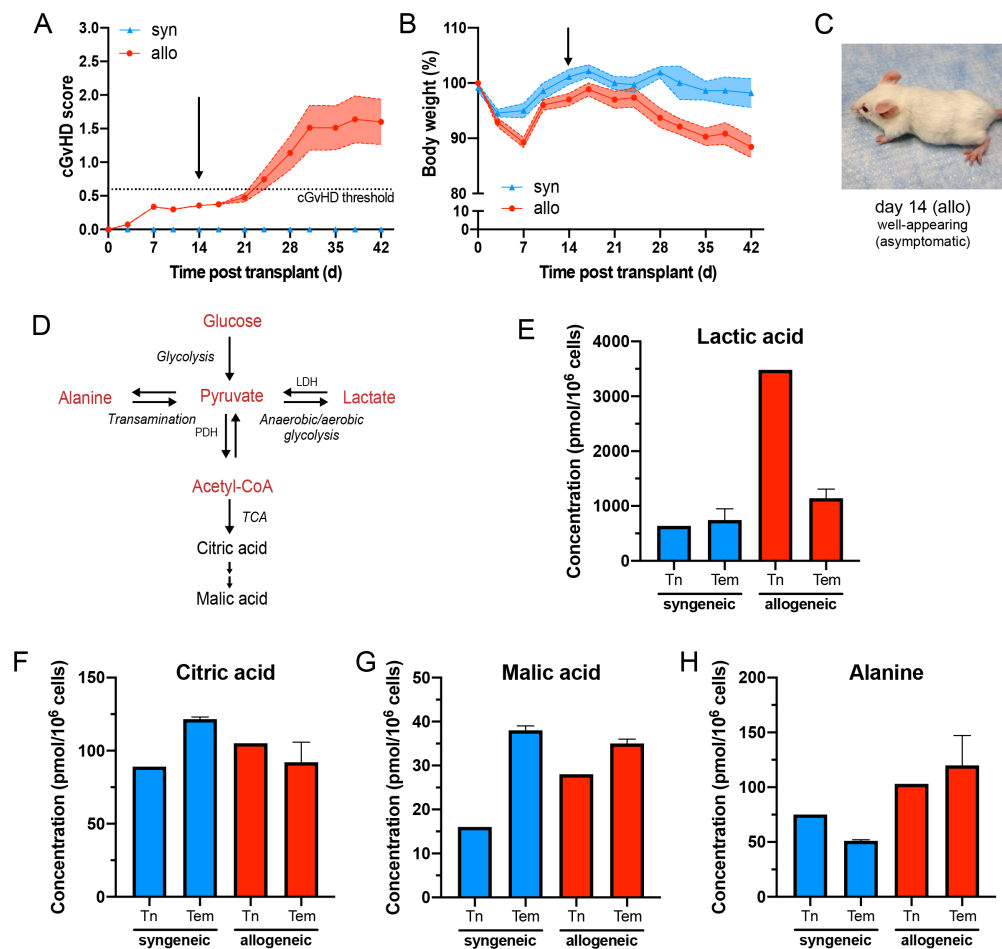 A
syn
allo
cGvHD score
3.0
2.5
2.0
1.5
1.0
0.5
0.0
cGvHD threshold
0 7 14 21 28 35 42
Time post transplant (d)
B
Body weight (%)
110
100
90
80
10
0
syn
allo
0 7 14 21 28 35 42
Time post transplant (d)
C
day 14 (allo)
well-appearing
(asymptomatic)
D
Glucose
Glycolysis
Alanine
Pyruvate
LDH
Lactate
Transamination
PDH
Anaerobic/aerobic
glycolysis
Acetyl-CoA
TCA
Citric acid
Malic acid
E
Lactic acid
Concentration (pmol/10⁶ cells)
4000
3000
2000
1000
0
Tn Tem Tn Tem
syngeneic allogeneic
F
Citric acid
Concentration (pmol/10⁶ cells)
150
100
50
0
Tn Tem Tn Tem
syngeneic allogeneic
G
Malic acid
Concentration (pmol/10⁶ cells)
50
40
30
20
10
0
Tn Tem Tn Tem
syngeneic allogeneic
H
Alanine
Concentration (pmol/10⁶ cells)
200
150
100
50
0
Tn Tem Tn Tem
syngeneic allogeneic